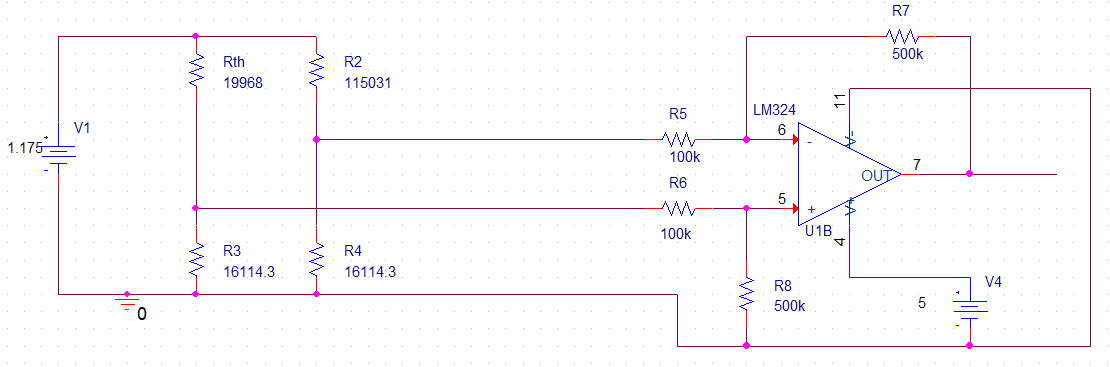 R7
500k
Rth
19968
R2
115031
V1
1.175
+
-
R5
100k
LM324
11
V-
6
-
OUT
7
R6
100k
5
+
V+
U1B
4
R3
16114.3
R4
16114.3
R8
500k
V4
5
+
-
0